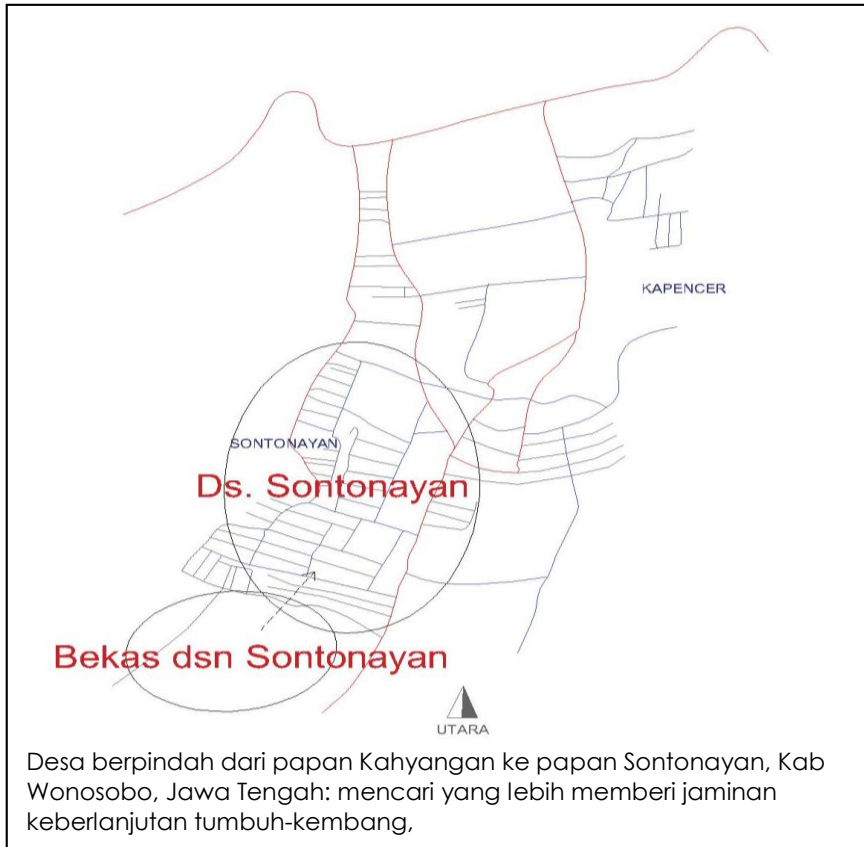 KAPENCER
SONTONAYAN
Ds. Sontonayan
Bekas dsn Sontonayan
UTARA
Desa berpindah dari papan Kahyangan ke papan Sontonayan, Kab
Wonosobo, Jawa Tengah: mencari yang lebih memberi jaminan
keberlanjutan tumbuh-kembang,